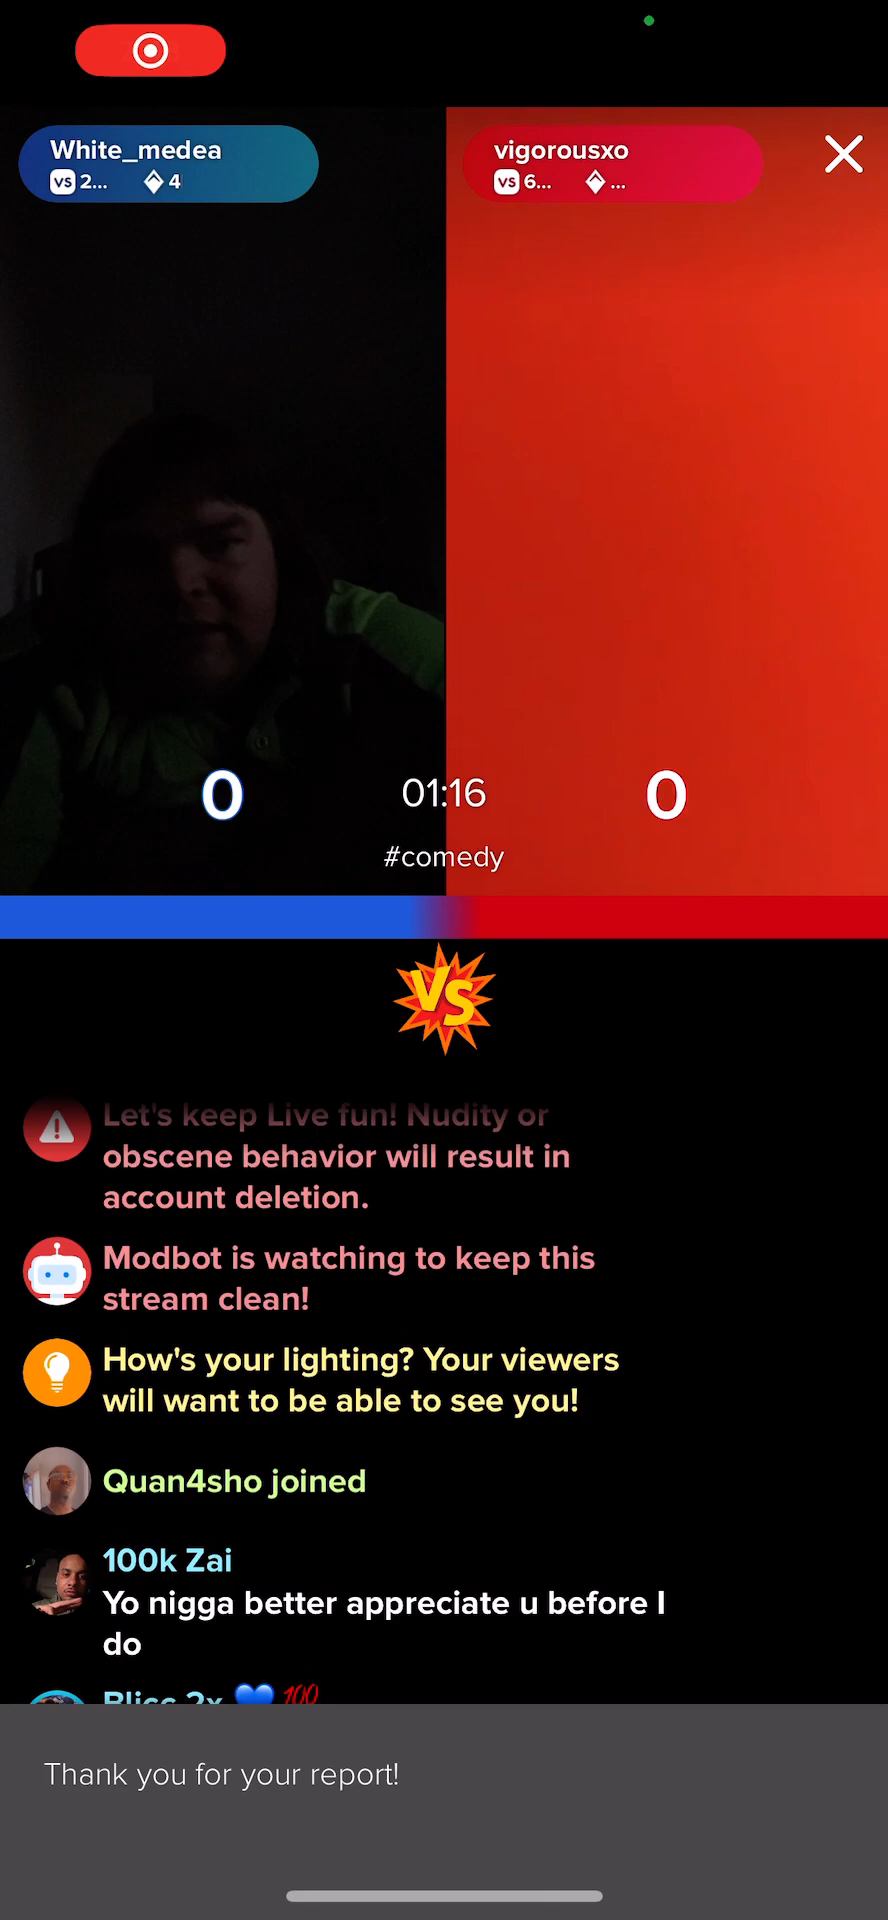 White_medea
vigorousxo
VS 2... 4
VS 6... ...
0
01:16
0
#comedy
VS
Let's keep Live fun! Nudity or
obscene behavior will result in
account deletion.
Modbot is watching to keep this
stream clean!
How's your lighting? Your viewers
will want to be able to see you!
Quan4sho joined
100k Zai
Yo nigga better appreciate u before I
do
Bliss 2x 💙 💯
Thank you for your report!